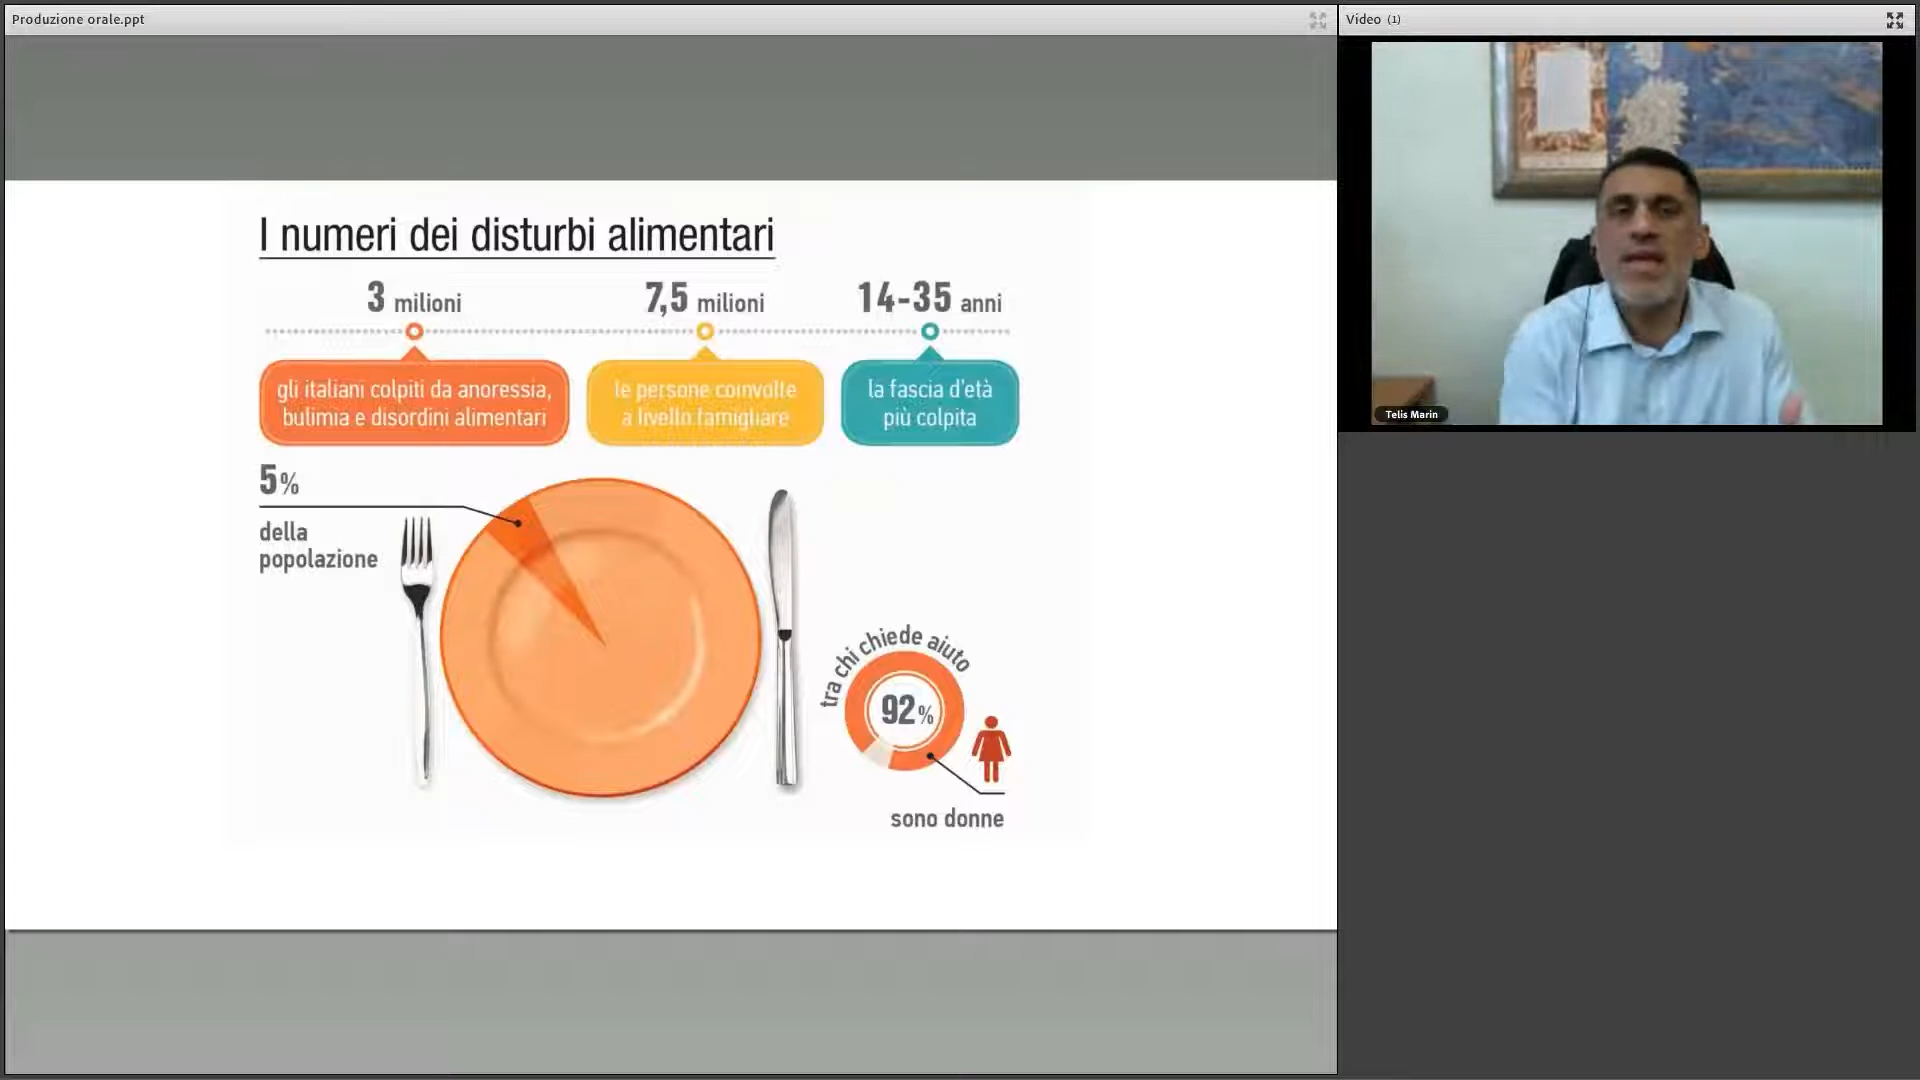 Produzione orale.ppt
Video (1)
I numeri dei disturbi alimentari
3 milioni
7,5 milioni
14-35 anni
gli italiani colpiti da anoressia,
bulimia e disordini alimentari
le persone coinvolte
a livello famigliare
la fascia d'età
più colpita
5%
della
popolazione
tra chi chiede aiuto
92%
sono donne
Telis Marin